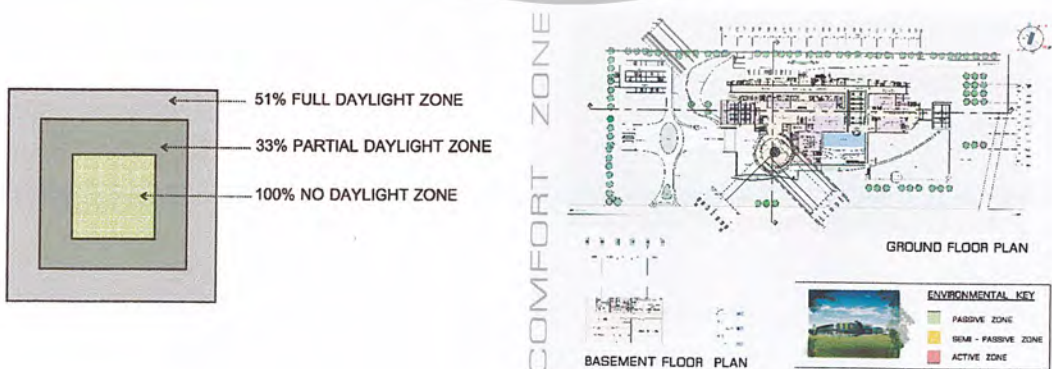 51% FULL DAYLIGHT ZONE
33% PARTIAL DAYLIGHT ZONE
100% NO DAYLIGHT ZONE
COMFORT ZONE
GROUND FLOOR PLAN
BASEMENT FLOOR PLAN
ENVIRONMENTAL KEY
PASSIVE ZONE
SEMI - PASSIVE ZONE
ACTIVE ZONE